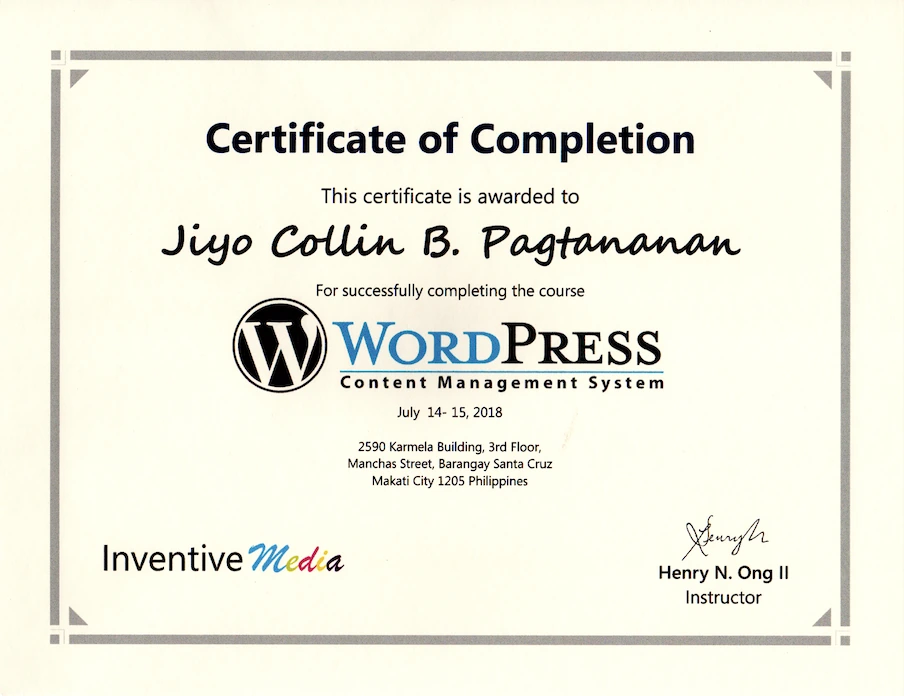 Certificate of Completion
This certificate is awarded to
Jiyo Collin B. Pagtananan
For successfully completing the course
W WORDPRESS
Content Management System
July 14- 15, 2018
2590 Karmela Building, 3rd Floor,
Manchas Street, Barangay Santa Cruz
Makati City 1205 Philippines
Inventive Media
Henry N. Ong II
Instructor